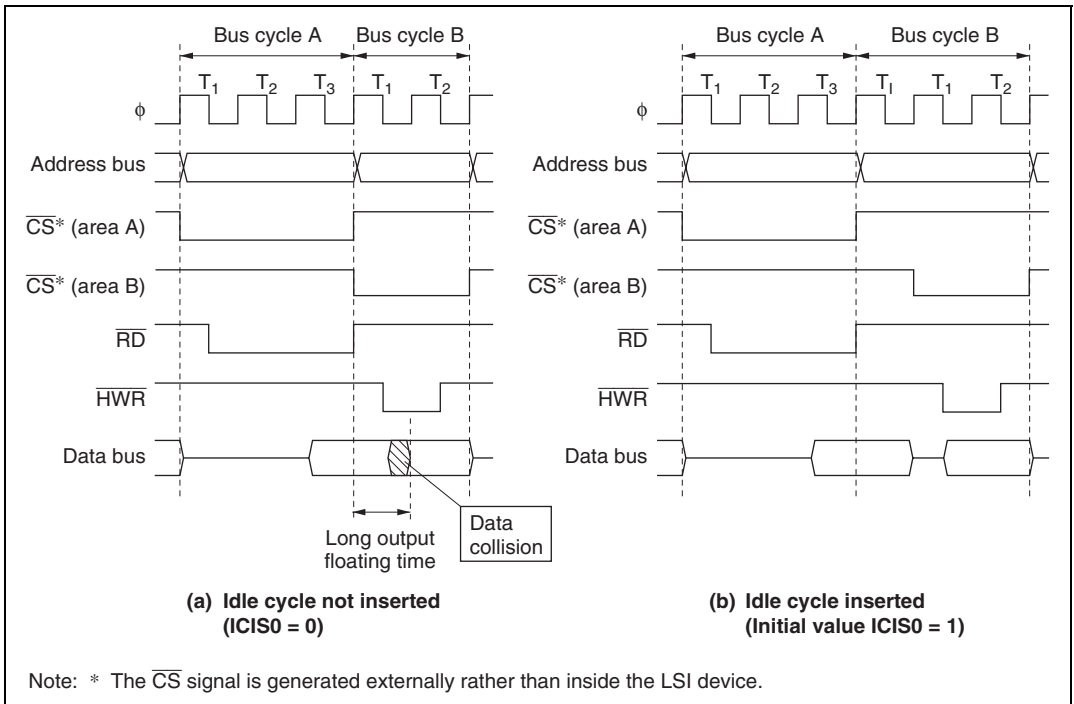 Bus cycle A Bus cycle B
T1 T2 T3 T1 T2
ϕ
Address bus
CS* (area A)
CS* (area B)
RD
HWR
Data bus
Long output
floating time
Data
collision
(a) Idle cycle not inserted
(ICIS0 = 0)
Bus cycle A Bus cycle B
T1 T2 T3 TI T1 T2
ϕ
Address bus
CS* (area A)
CS* (area B)
RD
HWR
Data bus
(b) Idle cycle inserted
(Initial value ICIS0 = 1)
Note: * The CS signal is generated externally rather than inside the LSI device.